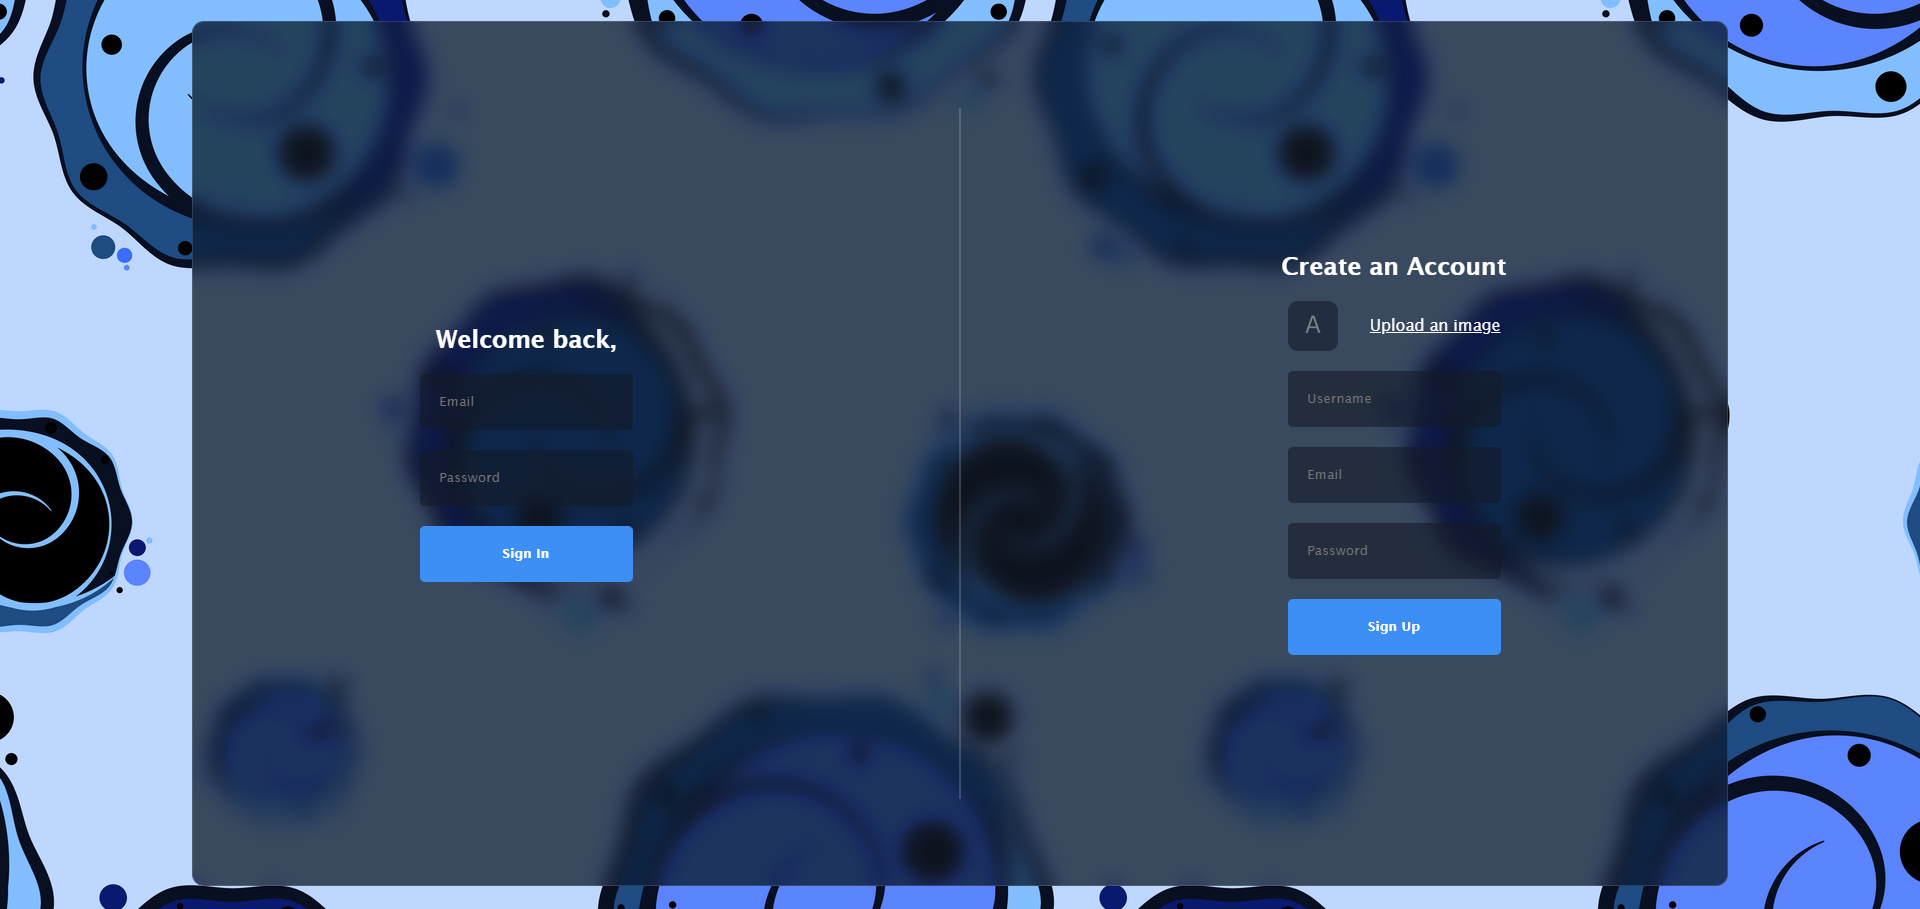 Welcome back,
Email
Password
Sign In
Create an Account
A
Upload an image
Username
Email
Password
Sign Up